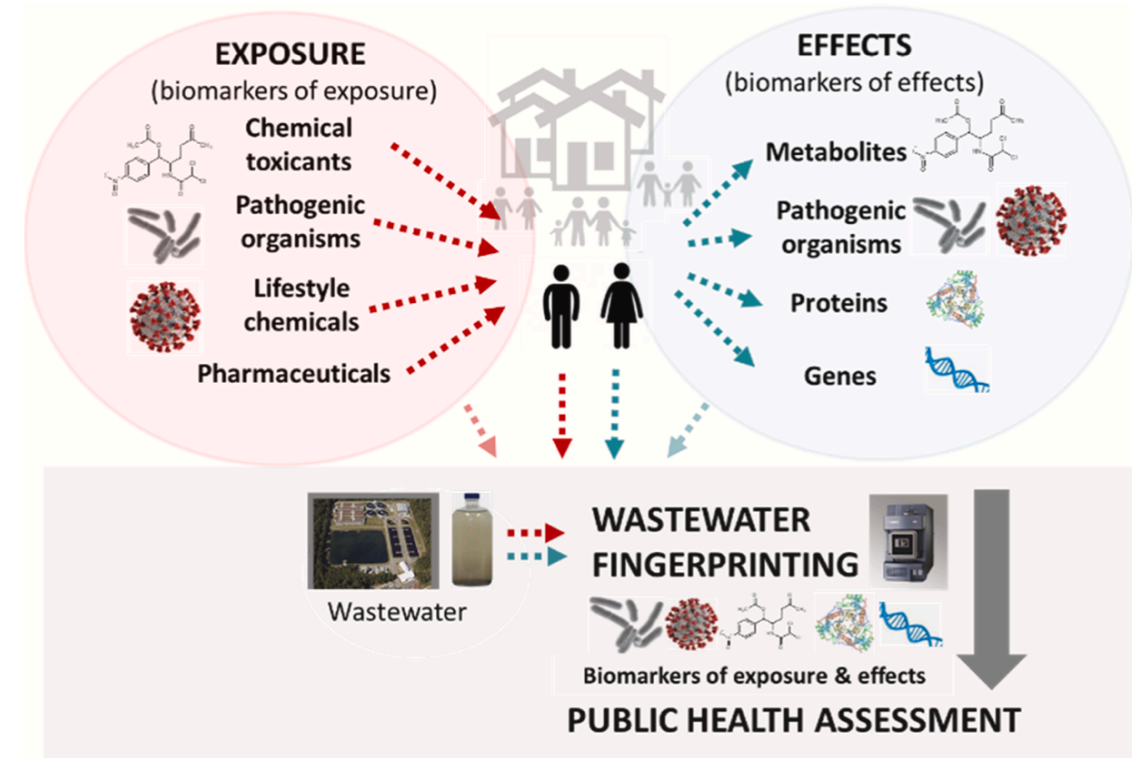 EXPOSURE
(biomarkers of exposure)
Chemical
toxicants
Pathogenic
organisms
Lifestyle
chemicals
Pharmaceuticals
EFFECTS
(biomarkers of effects)
Metabolites
Pathogenic
organisms
Proteins
Genes
Wastewater
WASTEWATER
FINGERPRINTING
Biomarkers of exposure & effects
PUBLIC HEALTH ASSESSMENT